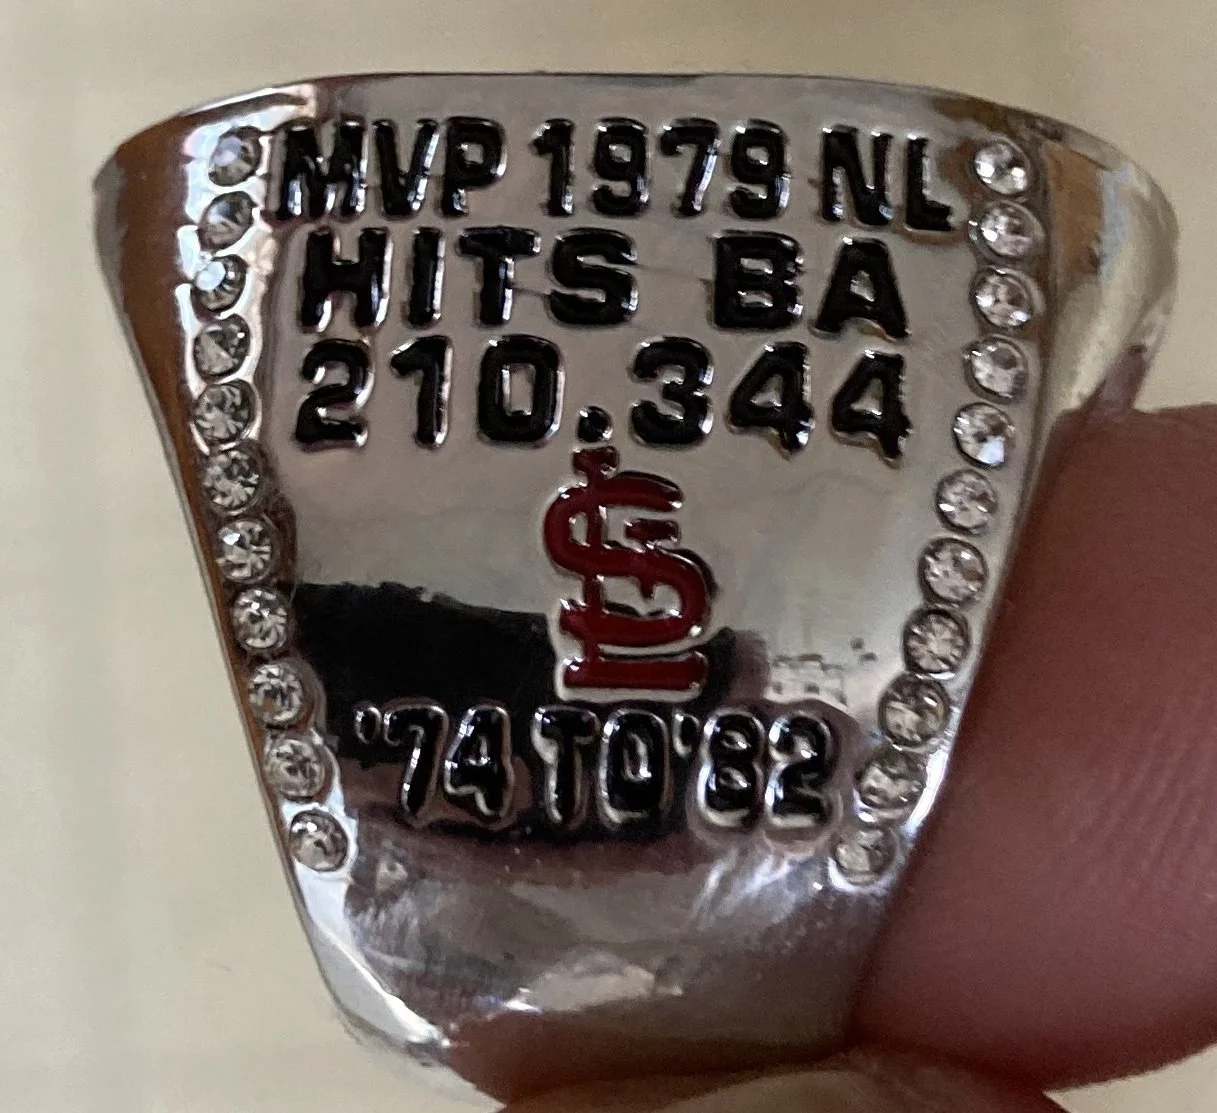 MVP 1979 NL
HITS BA
210 .344
STL
'74 TO '82